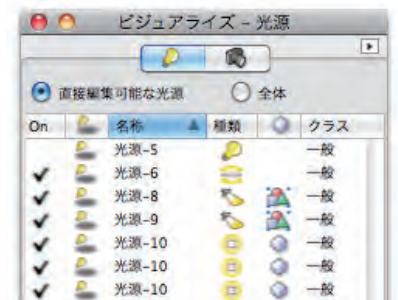 ビジュアライズ – 光源
直接編集可能な光源 全体
On 名称 種類 クラス
光源-5 一般
光源-6 一般
光源-8 一般
光源-9 一般
光源-10 一般
光源-10 一般
光源-10 一般